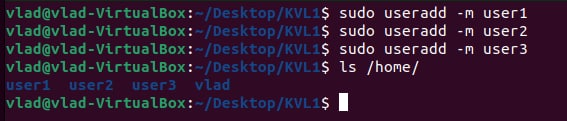 vlad@vlad-VirtualBox:~/Desktop/KVL1$ sudo useradd -m user1
vlad@vlad-VirtualBox:~/Desktop/KVL1$ sudo useradd -m user2
vlad@vlad-VirtualBox:~/Desktop/KVL1$ sudo useradd -m user3
vlad@vlad-VirtualBox:~/Desktop/KVL1$ ls /home/
user1  user2  user3  vlad
vlad@vlad-VirtualBox:~/Desktop/KVL1$